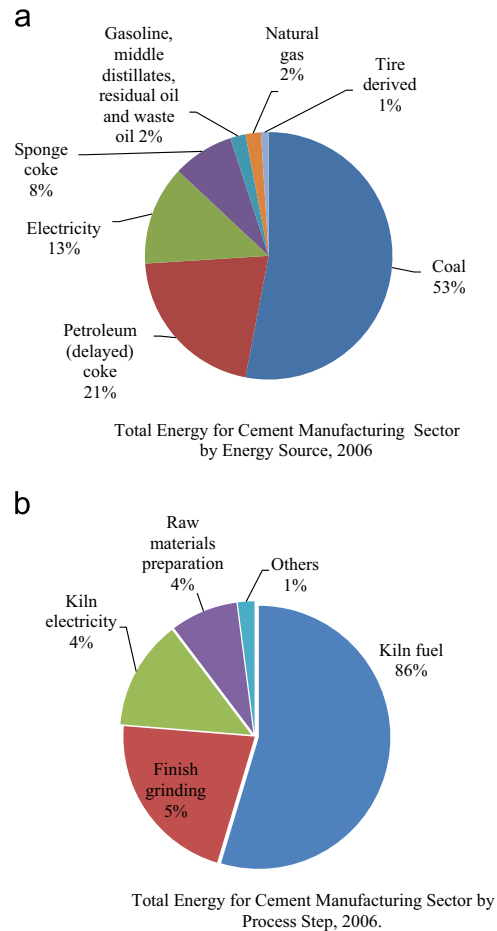 a
Gasoline,
middle
distillates,
residual oil
and waste
oil 2%
Natural
gas
2%
Tire
derived
1%
Sponge
coke
8%
Electricity
13%
Coal
53%
Petroleum
(delayed)
coke
21%
Total Energy for Cement Manufacturing Sector
by Energy Source, 2006
b
Raw
materials
preparation
4%
Others
1%
Kiln
electricity
4%
Kiln fuel
86%
Finish
grinding
5%
Total Energy for Cement Manufacturing Sector by
Process Step, 2006.